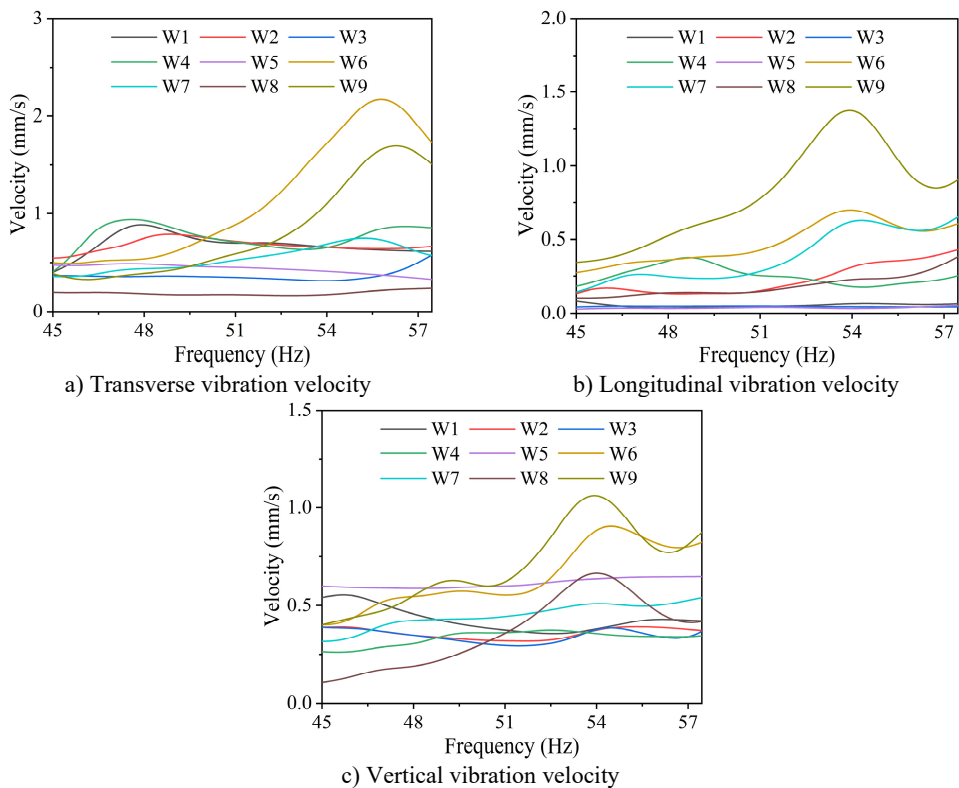 3
W1 W2 W3
W4 W5 W6
W7 W8 W9
2
1
0
Velocity (mm/s)
45 48 51 54 57
Frequency (Hz)
a) Transverse vibration velocity
2.0
W1 W2 W3
W4 W5 W6
W7 W8 W9
1.5
1.0
0.5
0.0
Velocity (mm/s)
45 48 51 54 57
Frequency (Hz)
b) Longitudinal vibration velocity
1.5
W1 W2 W3
W4 W5 W6
W7 W8 W9
1.0
0.5
0.0
Velocity (mm/s)
45 48 51 54 57
Frequency (Hz)
c) Vertical vibration velocity